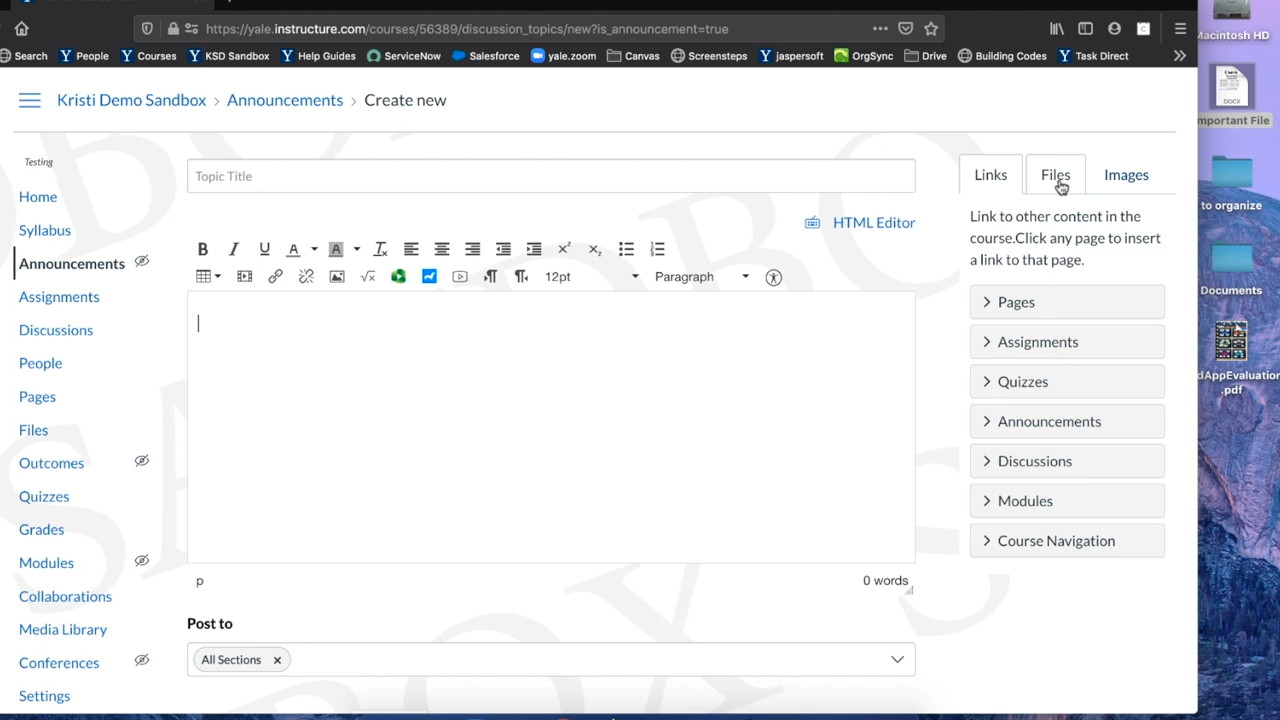 https://yale.instructure.com/courses/56389/discussion_topics/new?is_announcement=true
Search People Courses KSD Sandbox Help Guides ServiceNow Salesforce yale.zoom Canvas Screensteps jaspersoft OrgSync Drive Building Codes Task Direct
Kristi Demo Sandbox > Announcements > Create new
Testing
Home
Syllabus
Announcements
Assignments
Discussions
People
Pages
Files
Outcomes
Quizzes
Grades
Modules
Collaborations
Media Library
Conferences
Settings
Topic Title
HTML Editor
12pt Paragraph
p 0 words
Post to
All Sections ×
Links Files Images
Link to other content in the
course.Click any page to insert
a link to that page.
Pages
Assignments
Quizzes
Announcements
Discussions
Modules
Course Navigation
Macintosh HD
DOCX
mportant File
to organize
Documents
dAppEvaluation
.pdf